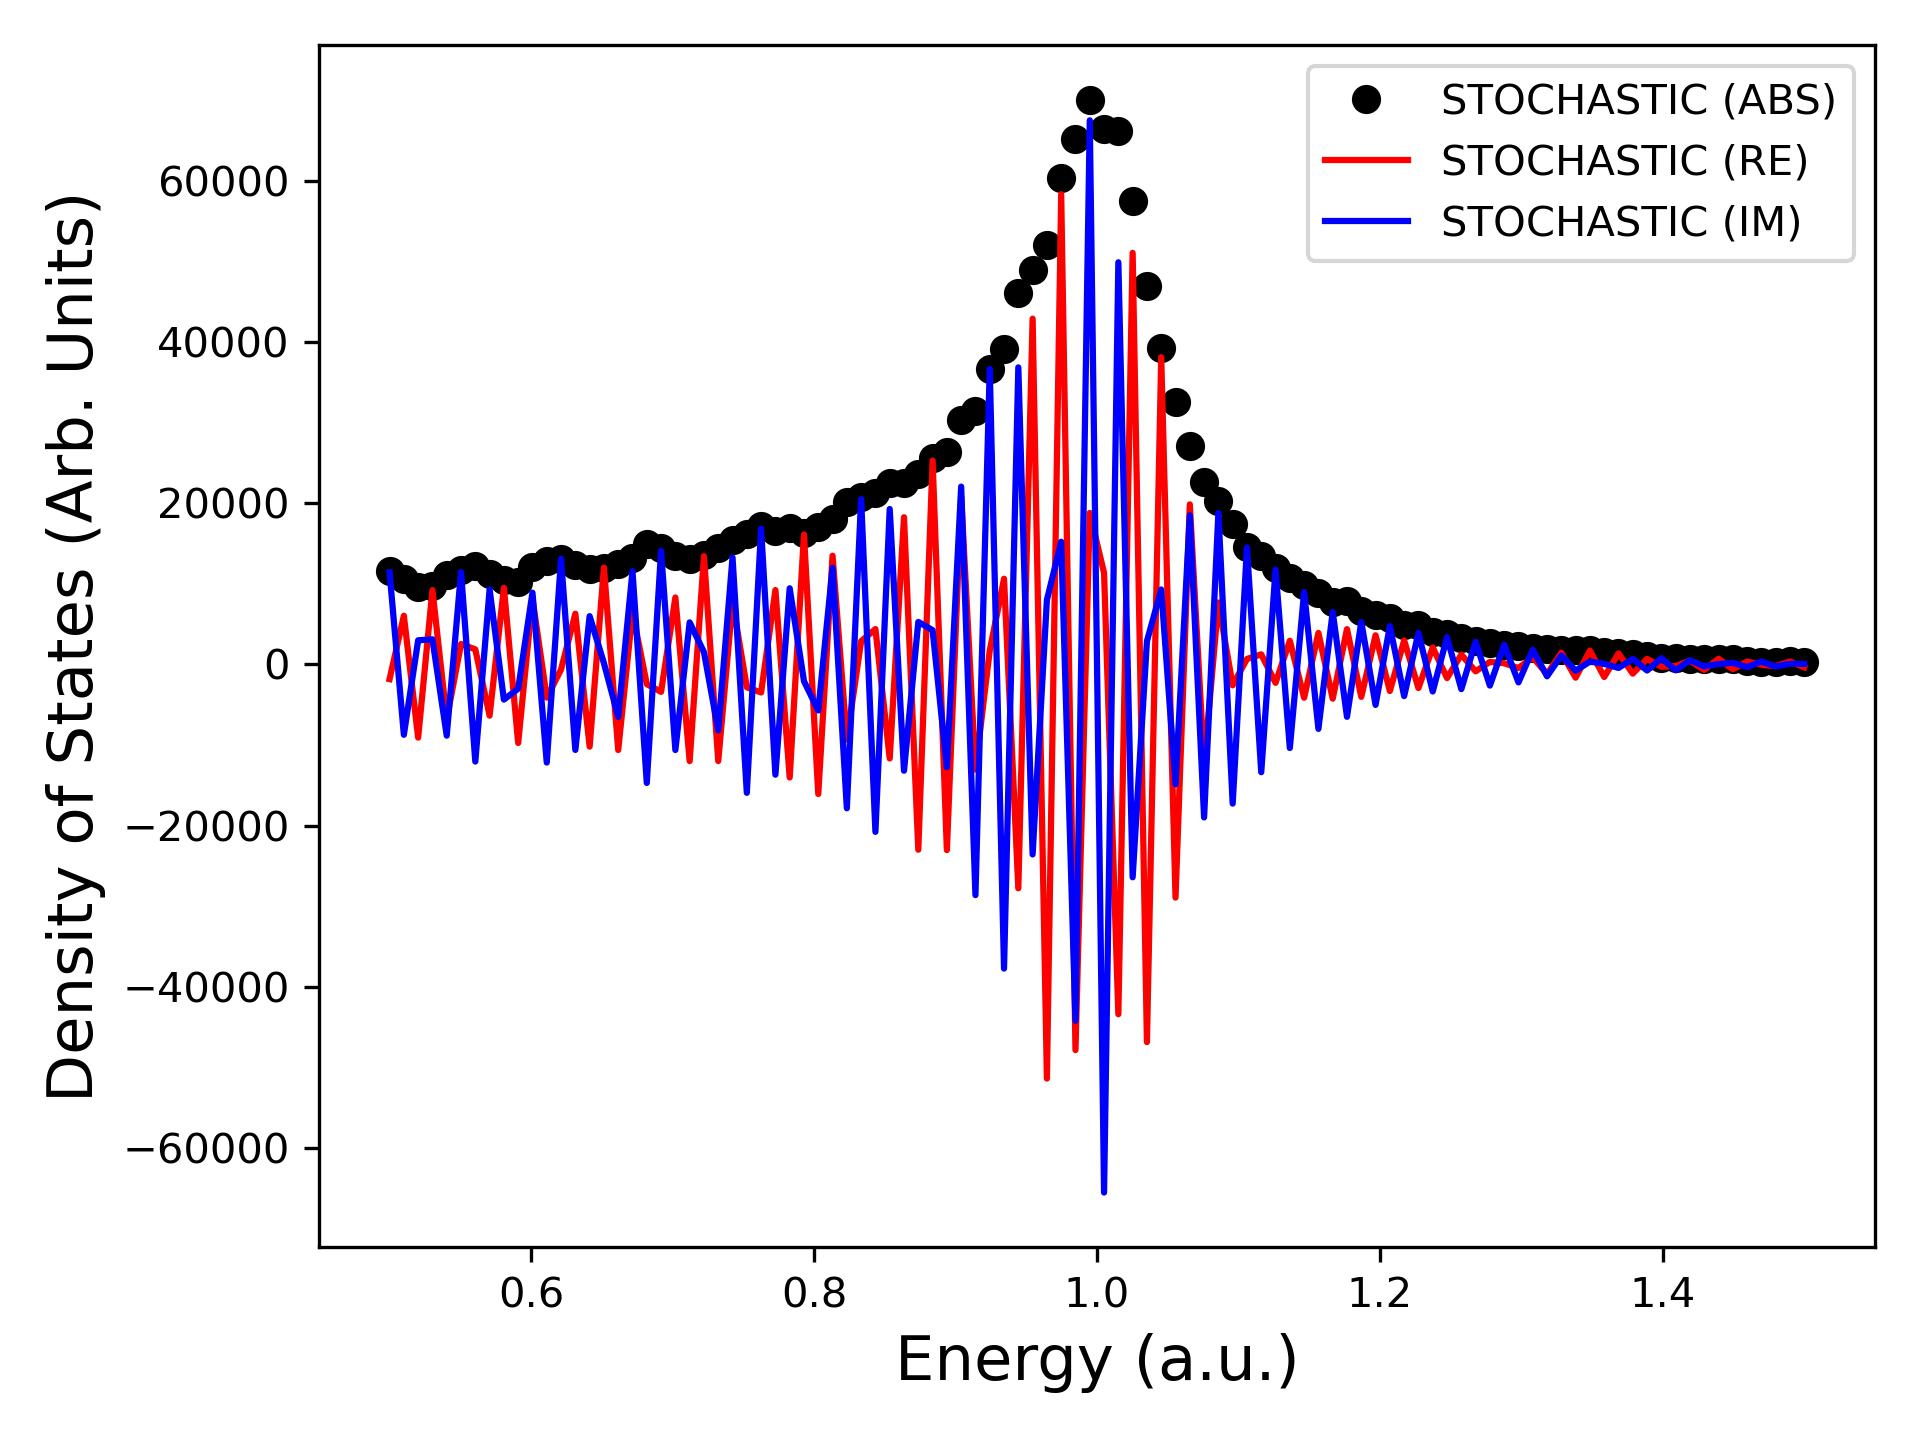 STOCHASTIC (ABS)
STOCHASTIC (RE)
STOCHASTIC (IM)
Density of States (Arb. Units)
60000
40000
20000
0
−20000
−40000
−60000
0.6 0.8 1.0 1.2 1.4
Energy (a.u.)